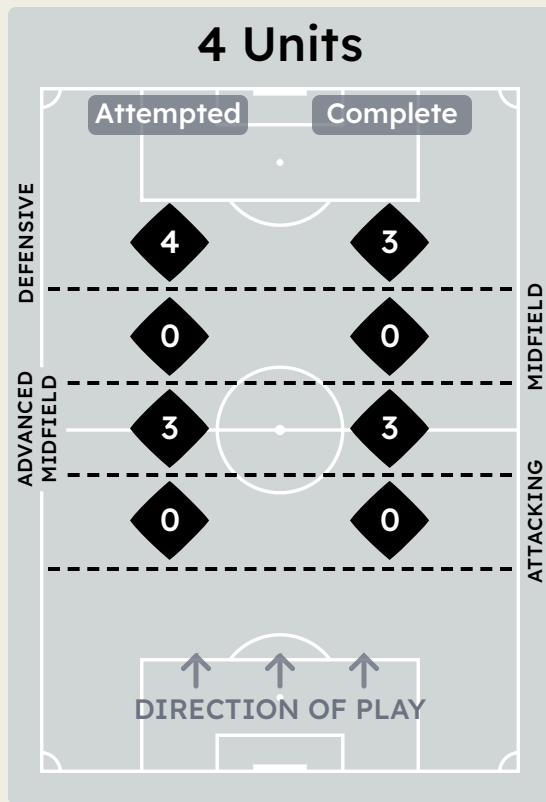 4 Units
Attempted Complete
DEFENSIVE
4 3
MIDFIELD
0 0
ADVANCED
MIDFIELD
3 3
ATTACKING
0 0
DIRECTION OF PLAY